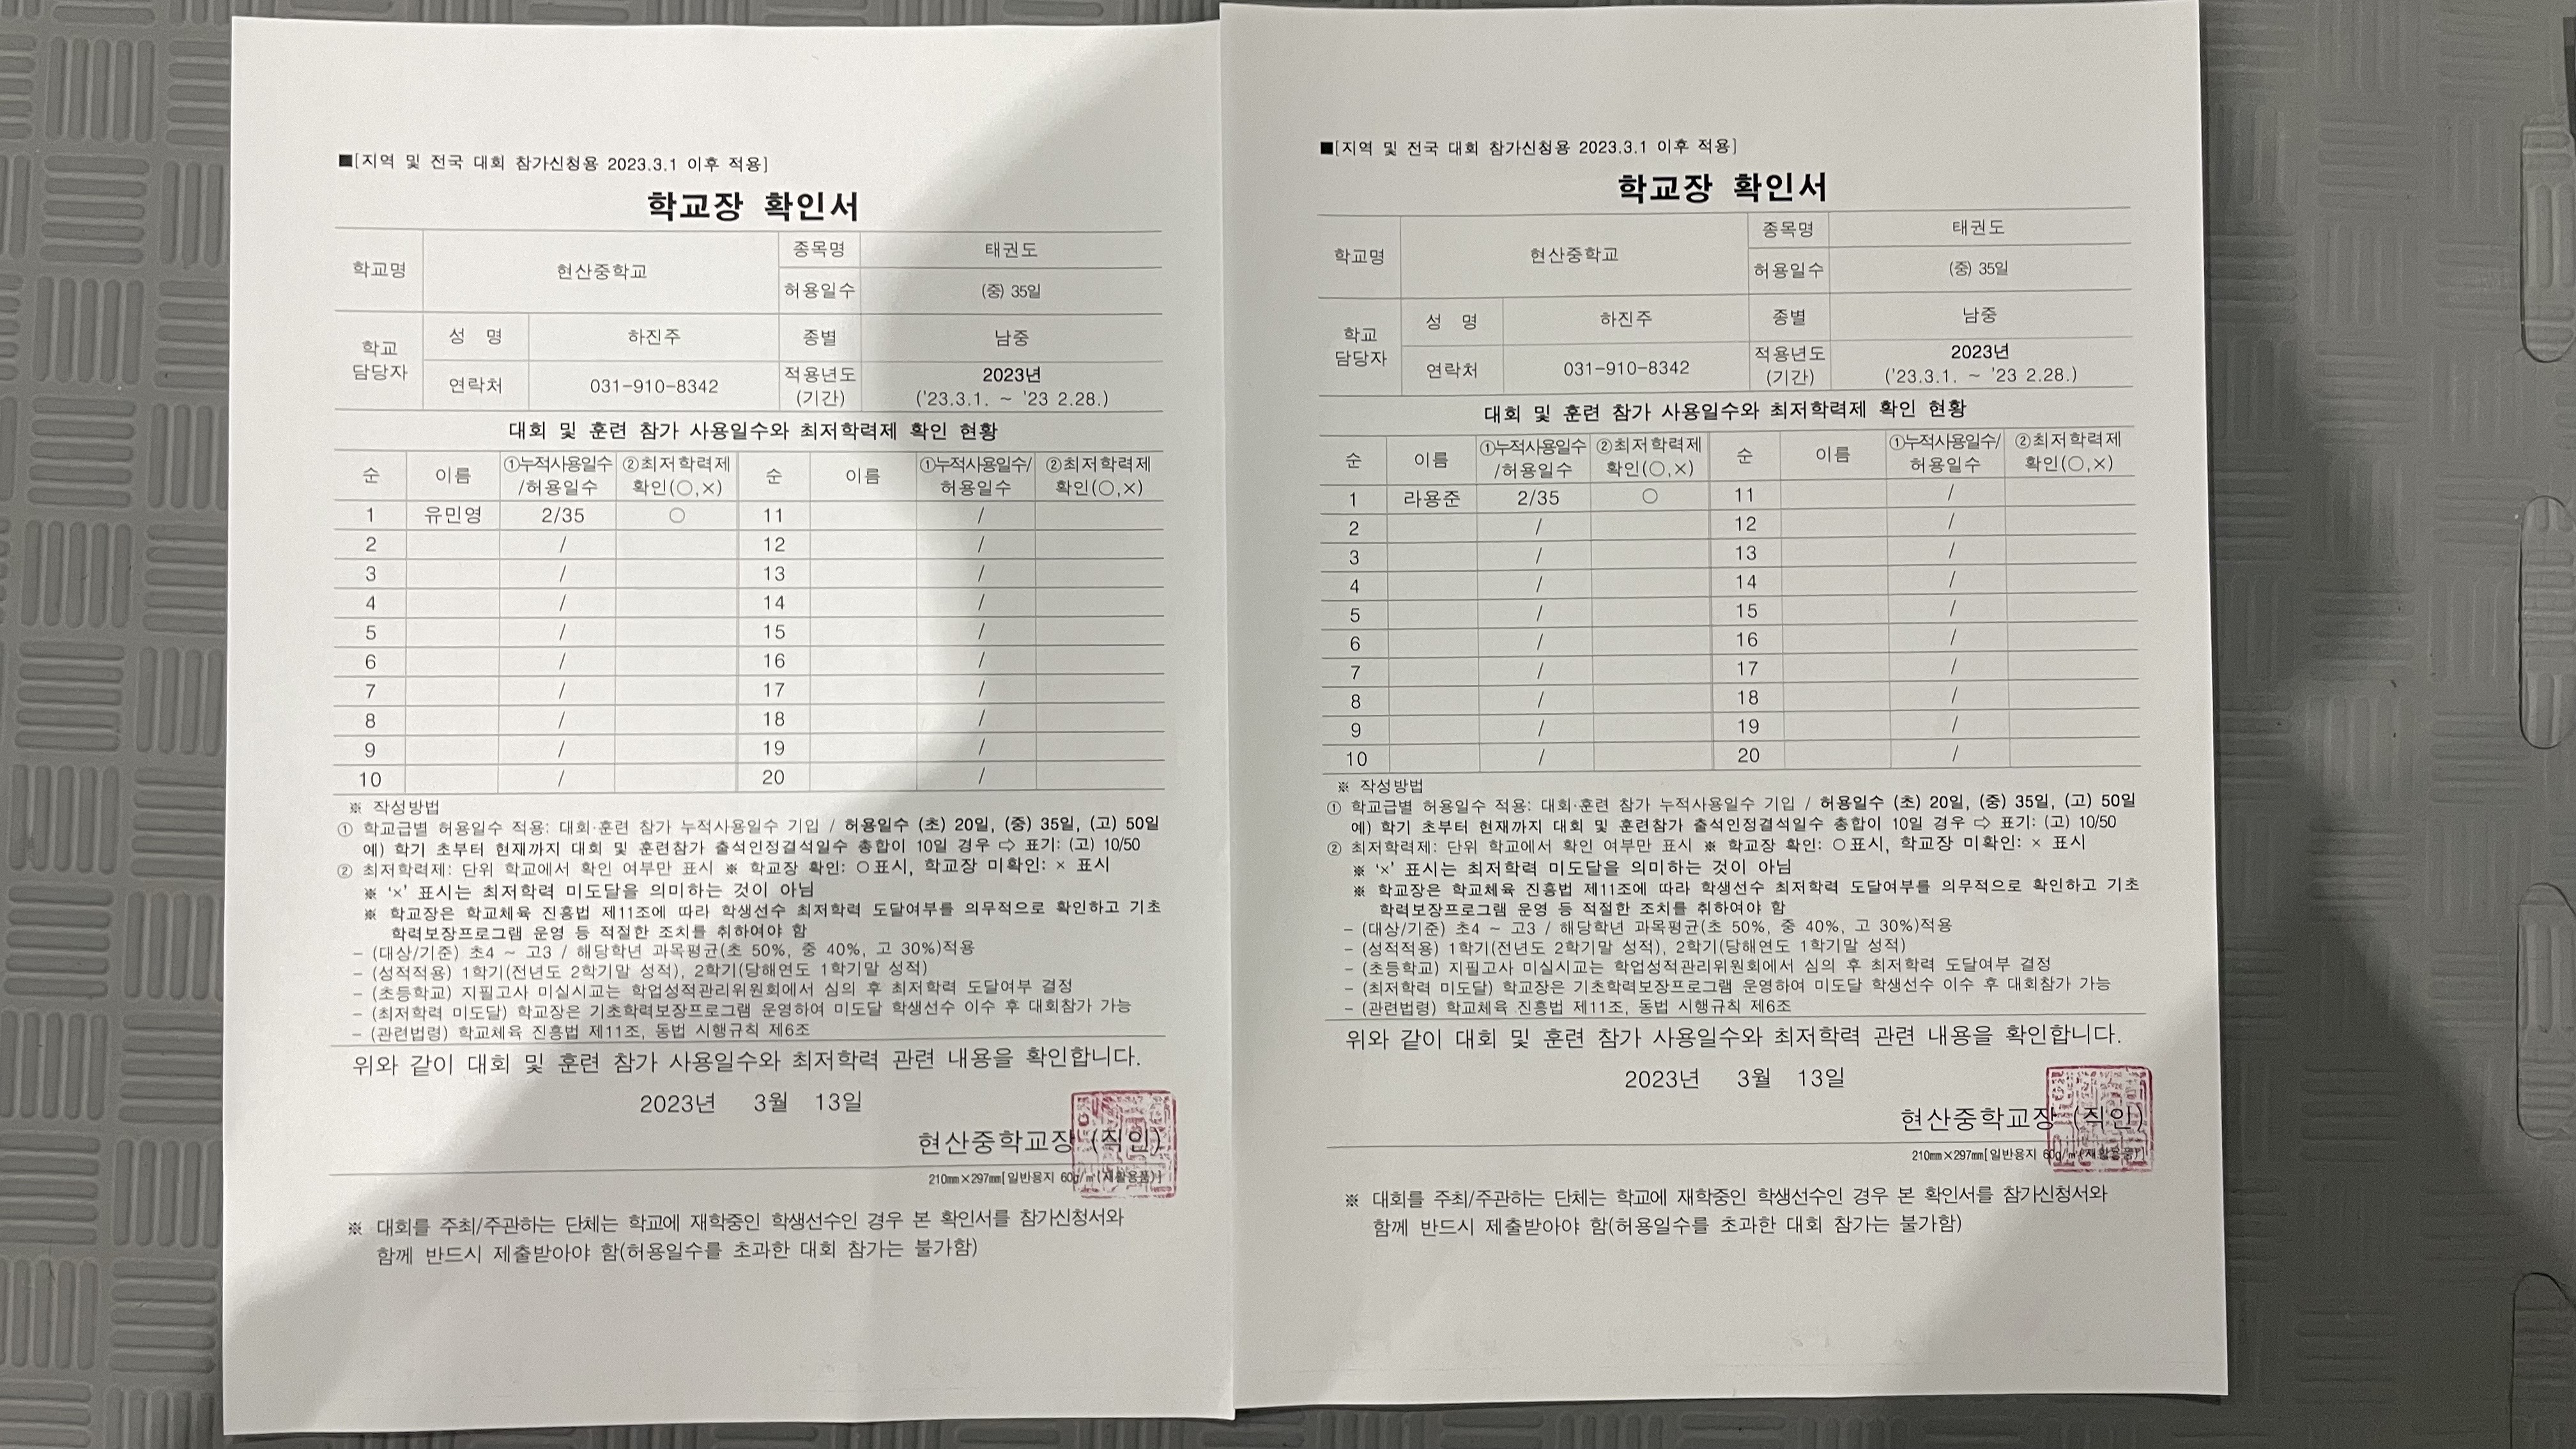 ■[지역 및 전국 대회 참가신청용 2023.3.1 이후 적용]
학교장 확인서
학교명 현산중학교 종목명 태권도
허용일수 (중) 35일
학교 담당자 성 명 하진주 종별 남중
연락처 031-910-8342 적용년도 (기간) 2023년 ('23.3.1. ~ '23 2.28.)
대회 및 훈련 참가 사용일수와 최저학력제 확인 현황
순 이름 ①누적사용일수 /허용일수 ②최저학력제 확인(○,×) 순 이름 ①누적사용일수/ 허용일수 ②최저학력제 확인(○,×)
1 유민영 2/35 ○ 11 /
2 / 12 /
3 / 13 /
4 / 14 /
5 / 15 /
6 / 16 /
7 / 17 /
8 / 18 /
9 / 19 /
10 / 20 /
※ 작성방법
① 학교급별 허용일수 적용: 대회·훈련 참가 누적사용일수 기입 / 허용일수 (초) 20일, (중) 35일, (고) 50일
예) 학기 초부터 현재까지 대회 및 훈련참가 출석인정결석일수 총합이 10일 경우 ⇨ 표기: (고) 10/50
② 최저학력제: 단위 학교에서 확인 여부만 표시 ※ 학교장 확인: ○표시, 학교장 미확인: × 표시
※ '×' 표시는 최저학력 미도달을 의미하는 것이 아님
※ 학교장은 학교체육 진흥법 제11조에 따라 학생선수 최저학력 도달여부를 의무적으로 확인하고 기초
학력보장프로그램 운영 등 적절한 조치를 취하여야 함
- (대상/기준) 초4 ~ 고3 / 해당학년 과목평균(초 50%, 중 40%, 고 30%)적용
- (성적적용) 1학기(전년도 2학기말 성적), 2학기(당해연도 1학기말 성적)
- (초등학교) 지필고사 미실시교는 학업성적관리위원회에서 심의 후 최저학력 도달여부 결정
- (최저학력 미도달) 학교장은 기초학력보장프로그램 운영하여 미도달 학생선수 이수 후 대회참가 가능
- (관련법령) 학교체육 진흥법 제11조, 동법 시행규칙 제6조
위와 같이 대회 및 훈련 참가 사용일수와 최저학력 관련 내용을 확인합니다.
2023년 3월 13일
현산중학교장 (직인)
210㎜×297㎜[일반용지 60g/㎡(재활용품)]
※ 대회를 주최/주관하는 단체는 학교에 재학중인 학생선수인 경우 본 확인서를 참가신청서와
함께 반드시 제출받아야 함(허용일수를 초과한 대회 참가는 불가함)
■[지역 및 전국 대회 참가신청용 2023.3.1 이후 적용]
학교장 확인서
학교명 현산중학교 종목명 태권도
허용일수 (중) 35일
학교 담당자 성 명 하진주 종별 남중
연락처 031-910-8342 적용년도 (기간) 2023년 ('23.3.1. ~ '23 2.28.)
대회 및 훈련 참가 사용일수와 최저학력제 확인 현황
순 이름 ①누적사용일수 /허용일수 ②최저학력제 확인(○,×) 순 이름 ①누적사용일수/ 허용일수 ②최저학력제 확인(○,×)
1 라용준 2/35 ○ 11 /
2 / 12 /
3 / 13 /
4 / 14 /
5 / 15 /
6 / 16 /
7 / 17 /
8 / 18 /
9 / 19 /
10 / 20 /
※ 작성방법
① 학교급별 허용일수 적용: 대회·훈련 참가 누적사용일수 기입 / 허용일수 (초) 20일, (중) 35일, (고) 50일
예) 학기 초부터 현재까지 대회 및 훈련참가 출석인정결석일수 총합이 10일 경우 ⇨ 표기: (고) 10/50
② 최저학력제: 단위 학교에서 확인 여부만 표시 ※ 학교장 확인: ○표시, 학교장 미확인: × 표시
※ '×' 표시는 최저학력 미도달을 의미하는 것이 아님
※ 학교장은 학교체육 진흥법 제11조에 따라 학생선수 최저학력 도달여부를 의무적으로 확인하고 기초
학력보장프로그램 운영 등 적절한 조치를 취하여야 함
- (대상/기준) 초4 ~ 고3 / 해당학년 과목평균(초 50%, 중 40%, 고 30%)적용
- (성적적용) 1학기(전년도 2학기말 성적), 2학기(당해연도 1학기말 성적)
- (초등학교) 지필고사 미실시교는 학업성적관리위원회에서 심의 후 최저학력 도달여부 결정
- (최저학력 미도달) 학교장은 기초학력보장프로그램 운영하여 미도달 학생선수 이수 후 대회참가 가능
- (관련법령) 학교체육 진흥법 제11조, 동법 시행규칙 제6조
위와 같이 대회 및 훈련 참가 사용일수와 최저학력 관련 내용을 확인합니다.
2023년 3월 13일
현산중학교장 (직인)
210㎜×297㎜[일반용지 60g/㎡(재활용품)]
※ 대회를 주최/주관하는 단체는 학교에 재학중인 학생선수인 경우 본 확인서를 참가신청서와
함께 반드시 제출받아야 함(허용일수를 초과한 대회 참가는 불가함)